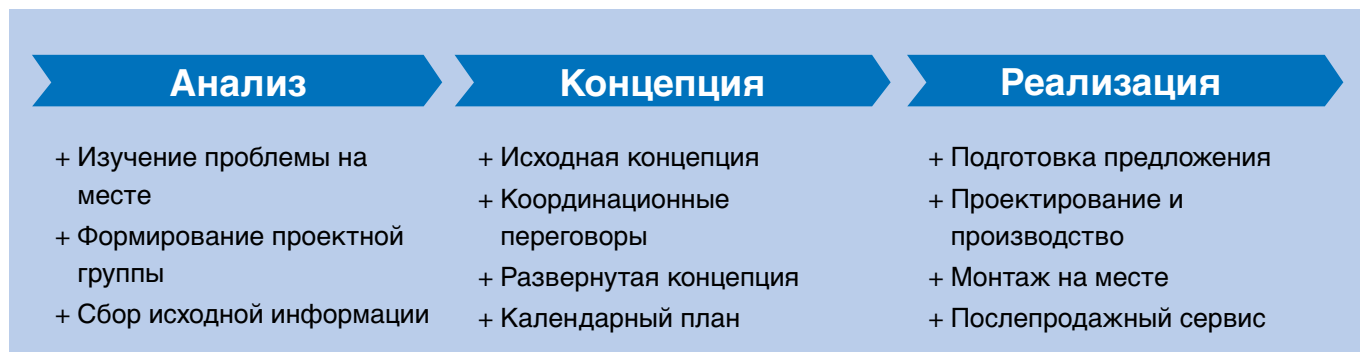 Анализ
+ Изучение проблемы на
месте
+ Формирование проектной
группы
+ Сбор исходной информации
Концепция
+ Исходная концепция
+ Координационные
переговоры
+ Развернутая концепция
+ Календарный план
Реализация
+ Подготовка предложения
+ Проектирование и
производство
+ Монтаж на месте
+ Послепродажный сервис